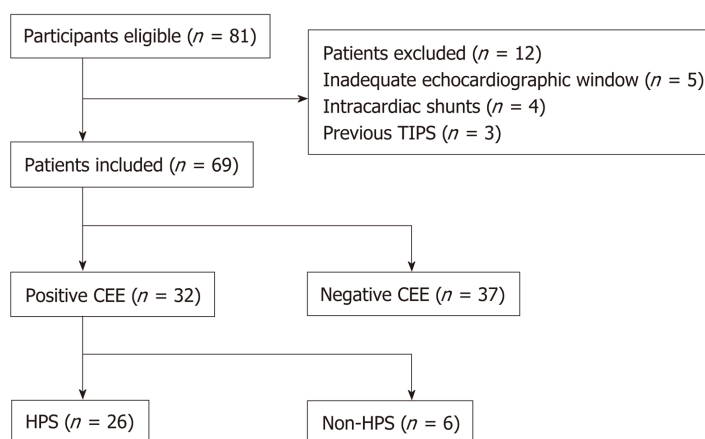 Participants eligible (n = 81)
Patients excluded (n = 12)
Inadequate echocardiographic window (n = 5)
Intracardiac shunts (n = 4)
Previous TIPS (n = 3)
Patients included (n = 69)
Positive CEE (n = 32)
Negative CEE (n = 37)
HPS (n = 26)
Non-HPS (n = 6)